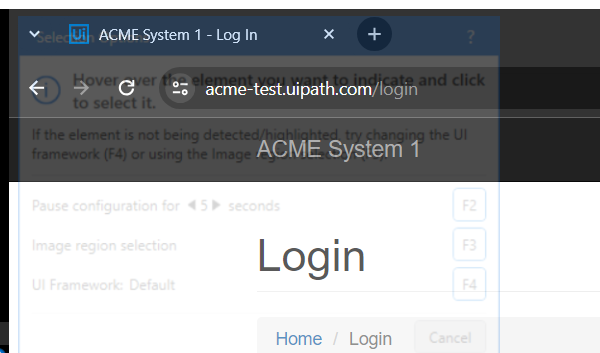 Selection Options
?
Ui ACME System 1 - Log In
acme-test.uipath.com/login
Hover over the element you want to indicate and click
to select it.
If the element is not being detected/highlighted, try changing the UI
framework (F4) or using the Image region selection
ACME System 1
Pause configuration for 5 seconds F2
Image region selection F3
Login
UI Framework: Default F4
Home / Login
Cancel